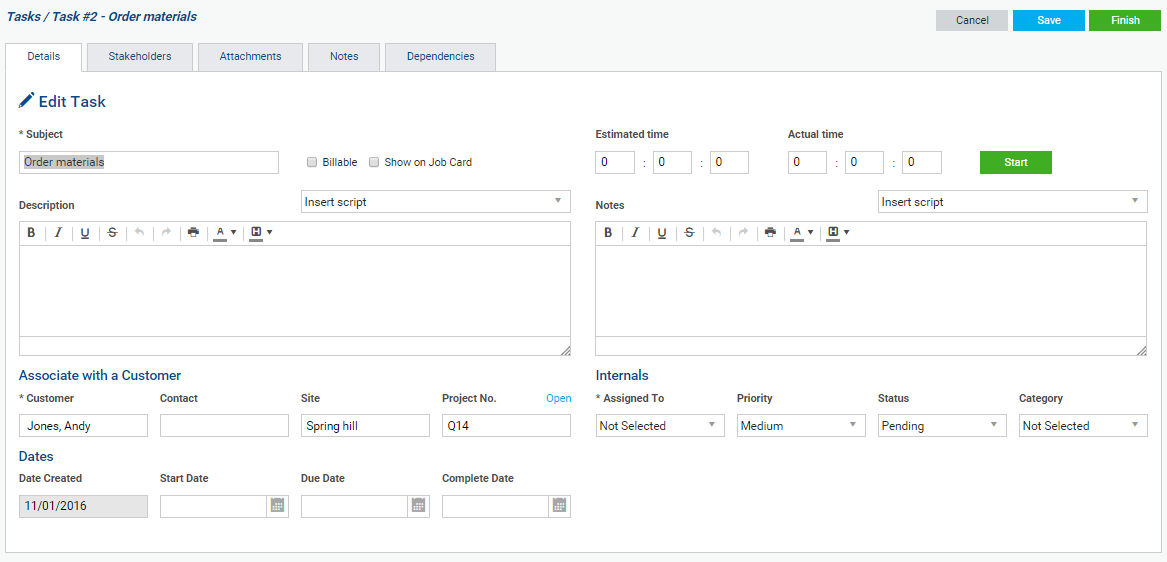 Tasks / Task #2 - Order materials
Cancel Save Finish
Details Stakeholders Attachments Notes Dependencies
Edit Task
* Subject Estimated time Actual time
Order materials Billable Show on Job Card 0 : 0 : 0 0 : 0 : 0 Start
Description Insert script Notes Insert script
B I U S A H B I U S A H
Associate with a Customer Internals
* Customer Contact Site Project No. Open * Assigned To Priority Status Category
Jones, Andy Spring hill Q14 Not Selected Medium Pending Not Selected
Dates
Date Created Start Date Due Date Complete Date
11/01/2016